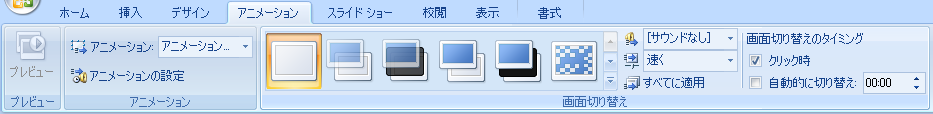 ホーム 挿入 デザイン アニメーション スライド ショー 校閲 表示 書式
プレビュー
プレビュー
アニメーション: アニメーション...
アニメーションの設定
アニメーション
[サウンドなし]
速く
すべてに適用
画面切り替えのタイミング
クリック時
自動的に切り替え: 00:00
画面切り替え